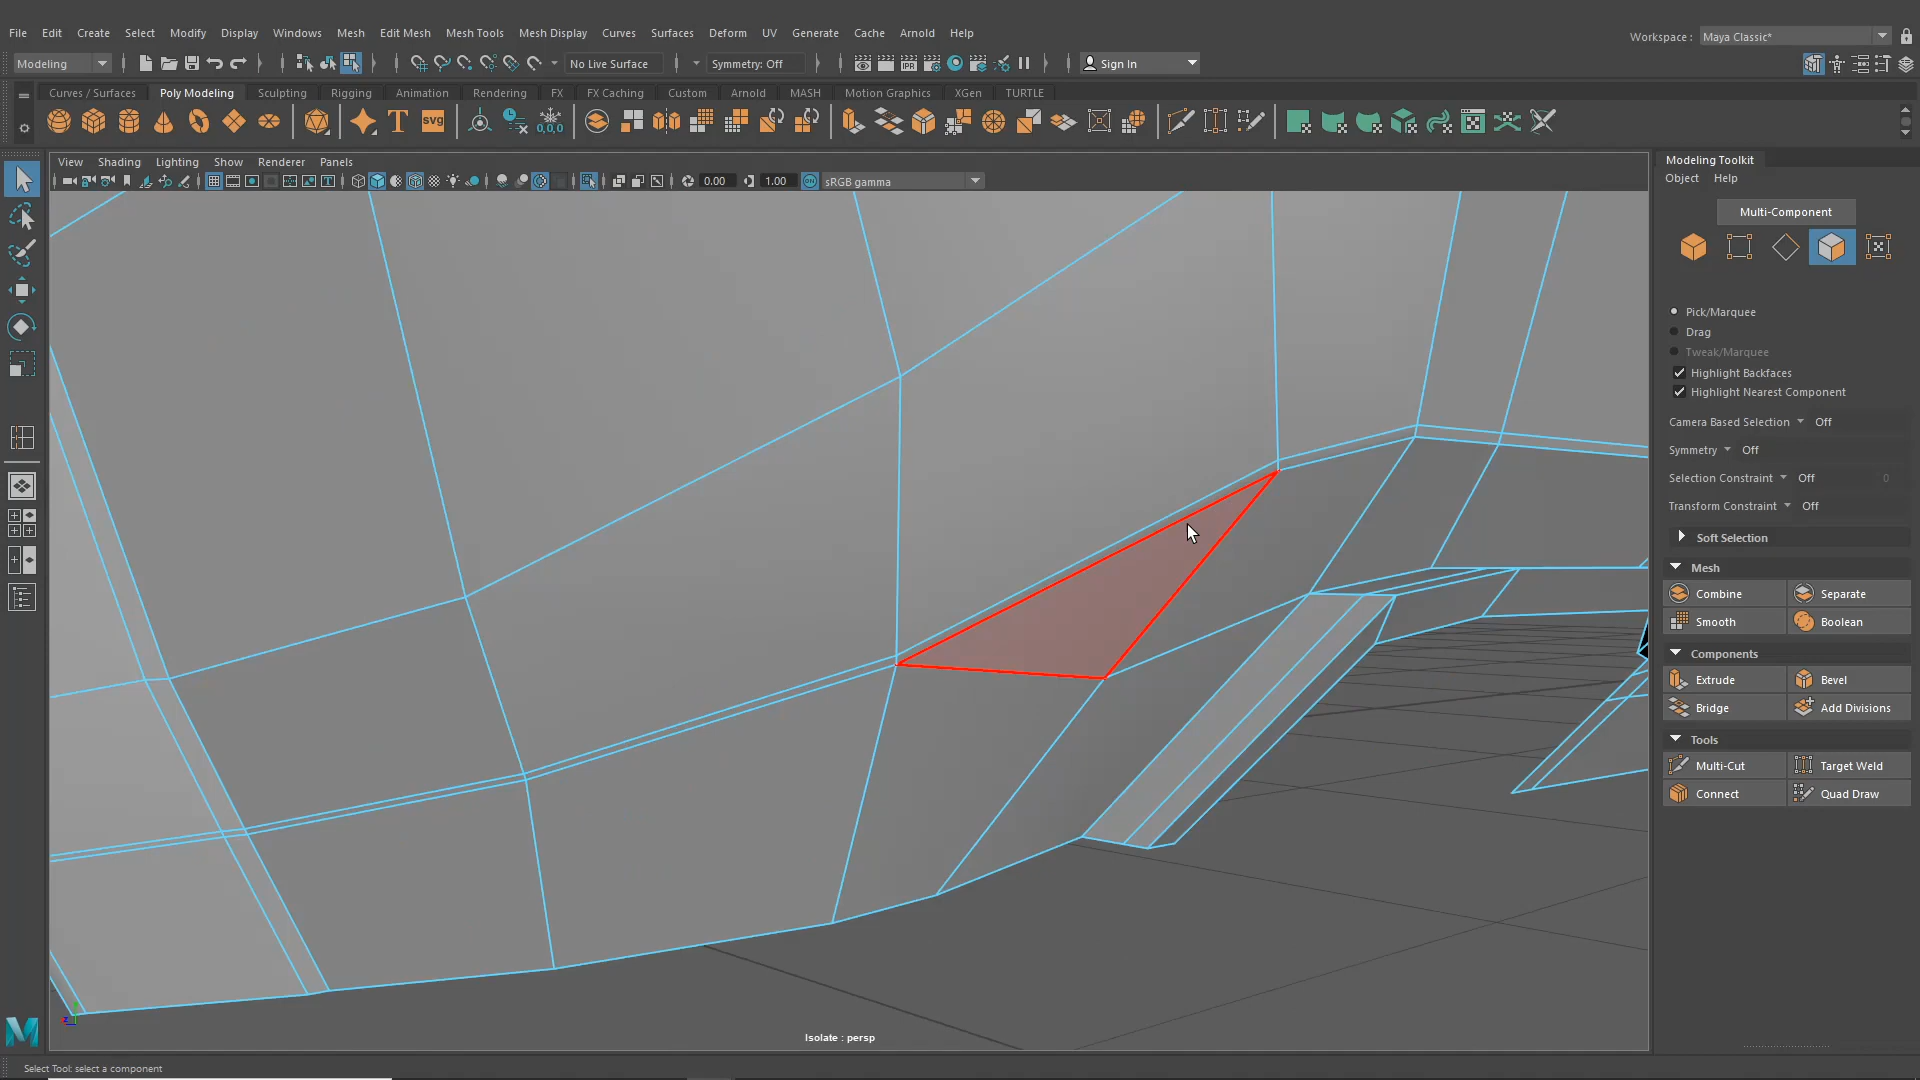 File Edit Create Select Modify Display Windows Mesh Edit Mesh Mesh Tools Mesh Display Curves Surfaces Deform UV Generate Cache Arnold Help
Workspace : Maya Classic*
Modeling No Live Surface Symmetry: Off Sign In
Curves / Surfaces Poly Modeling Sculpting Rigging Animation Rendering FX FX Caching Custom Arnold MASH Motion Graphics XGen TURTLE
T svg 0,0,0
View Shading Lighting Show Renderer Panels
0.00 1.00 ON sRGB gamma
Isolate : persp
Modeling Toolkit
Object Help
Multi-Component
Pick/Marquee
Drag
Tweak/Marquee
Highlight Backfaces
Highlight Nearest Component
Camera Based Selection Off
Symmetry Off
Selection Constraint Off 0
Transform Constraint Off
Soft Selection
Mesh
Combine Separate
Smooth Boolean
Components
Extrude Bevel
Bridge Add Divisions
Tools
Multi-Cut Target Weld
Connect Quad Draw
Select Tool: select a component